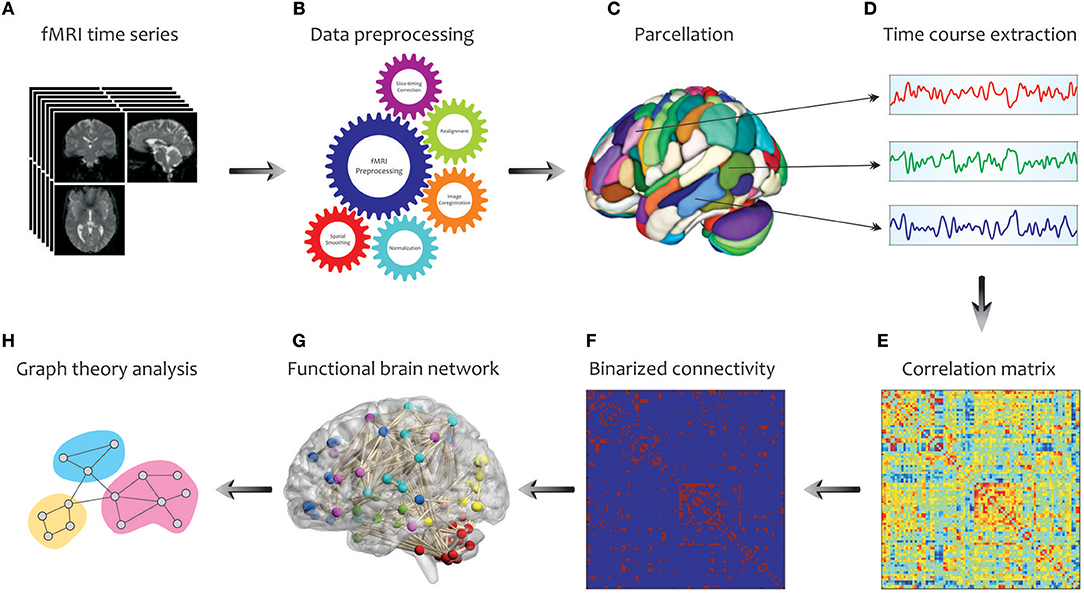 A
fMRI time series
B
Data preprocessing
Slice-timing
Correction
Realignment
fMRI
Preprocessing
Image
Coregistration
Spatial
Smoothing
Normalization
C
Parcellation
D
Time course extraction
H
Graph theory analysis
G
Functional brain network
F
Binarized connectivity
E
Correlation matrix